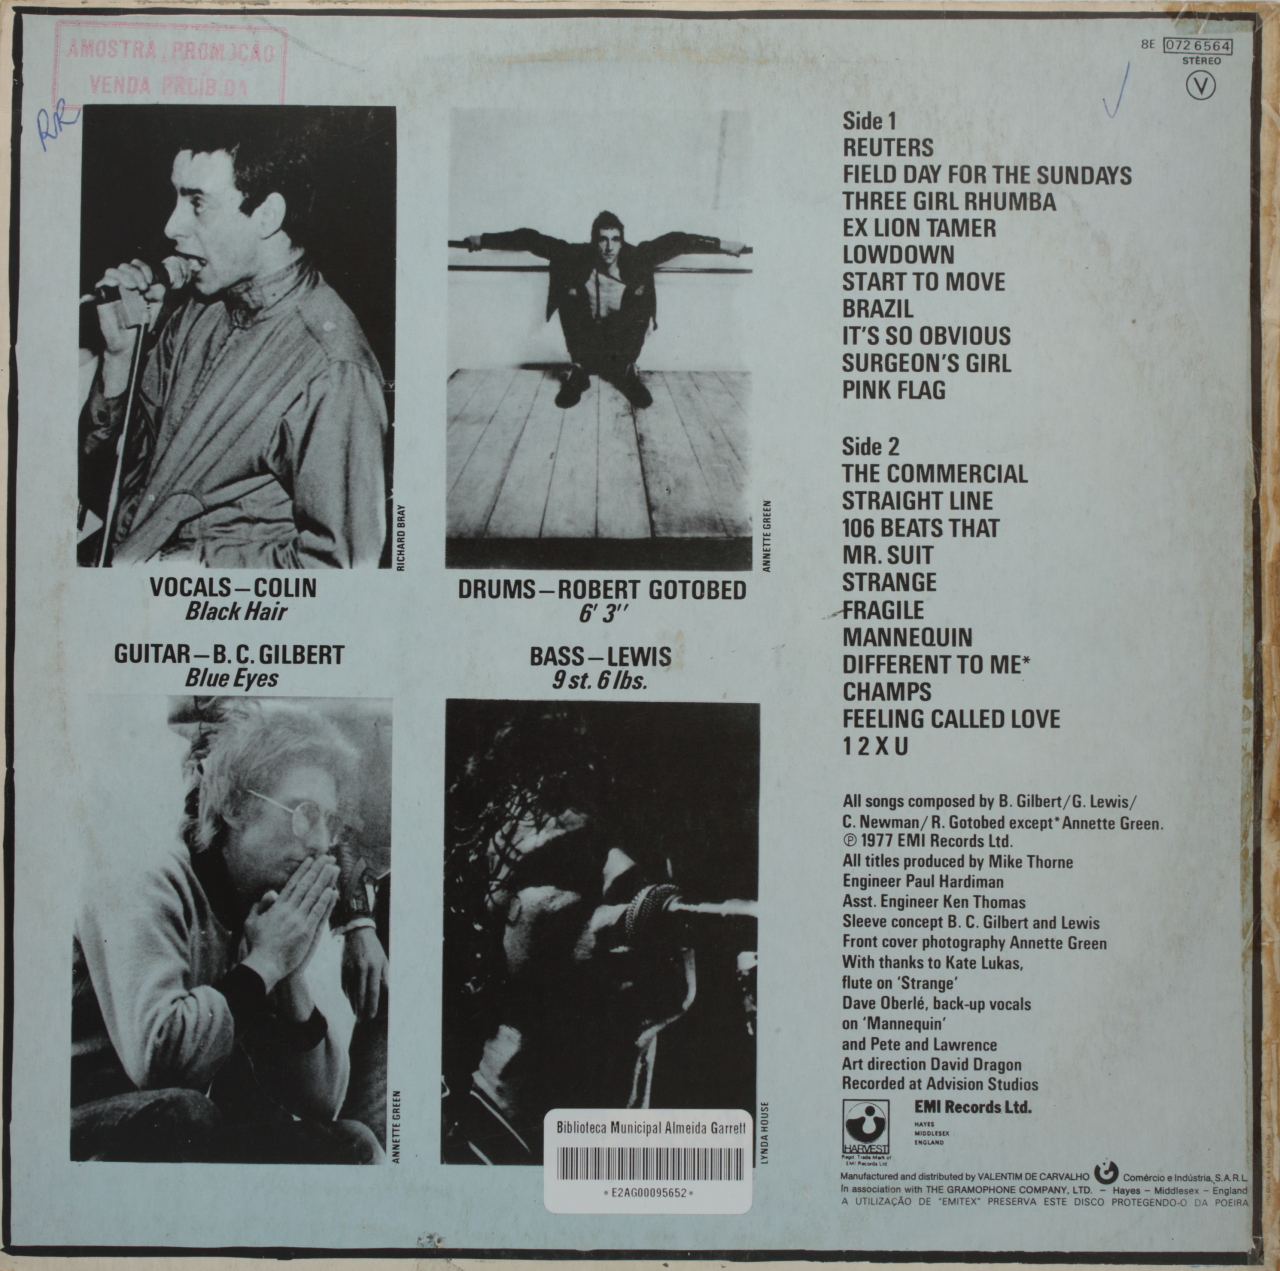 AMOSTRA PROMOÇÃO
VENDA PROIBIDA
RR
8E 072 6564
STÉREO
V
Side 1
REUTERS
FIELD DAY FOR THE SUNDAYS
THREE GIRL RHUMBA
EX LION TAMER
LOWDOWN
START TO MOVE
BRAZIL
IT'S SO OBVIOUS
SURGEON'S GIRL
PINK FLAG
Side 2
THE COMMERCIAL
STRAIGHT LINE
106 BEATS THAT
MR. SUIT
STRANGE
FRAGILE
MANNEQUIN
DIFFERENT TO ME*
CHAMPS
FEELING CALLED LOVE
1 2 X U
RICHARD BRAY
ANNETTE GREEN
VOCALS–COLIN
Black Hair
DRUMS–ROBERT GOTOBED
6' 3''
GUITAR–B. C. GILBERT
Blue Eyes
BASS–LEWIS
9 st. 6 lbs.
ANNETTE GREEN
LYNDA HOUSE
All songs composed by B. Gilbert/G. Lewis/
C. Newman/R. Gotobed except* Annette Green.
℗ 1977 EMI Records Ltd.
All titles produced by Mike Thorne
Engineer Paul Hardiman
Asst. Engineer Ken Thomas
Sleeve concept B. C. Gilbert and Lewis
Front cover photography Annette Green
With thanks to Kate Lukas,
flute on 'Strange'
Dave Oberlé, back-up vocals
on 'Mannequin'
and Pete and Lawrence
Art direction David Dragon
Recorded at Advision Studios
HARVEST
Regd. Trade Mark of
EMI Records Ltd
EMI Records Ltd.
HAYES
MIDDLESEX
ENGLAND
Manufactured and distributed by VALENTIM DE CARVALHO Comércio e Indústria, S.A.R.L.
In association with THE GRAMOPHONE COMPANY, LTD. – Hayes – Middlesex – England
A UTILIZAÇÃO DE "EMITEX" PRESERVA ESTE DISCO PROTEGENDO-O DA POEIRA
Biblioteca Municipal Almeida Garrett
*E2AG00095652*